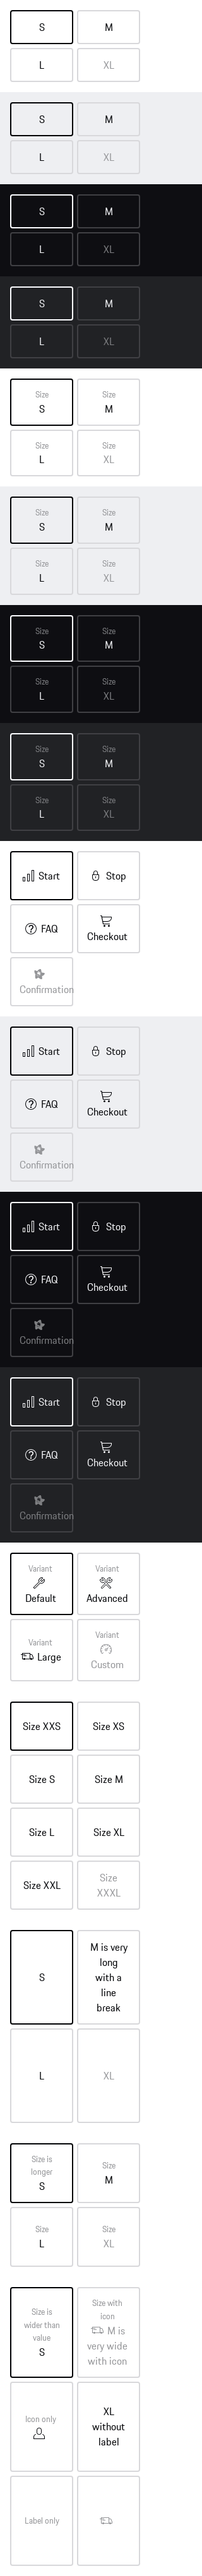 S M
L XL
S M
L XL
S M
L XL
S M
L XL
Size Size
S M
Size Size
L XL
Size Size
S M
Size Size
L XL
Size Size
S M
Size Size
L XL
Size Size
S M
Size Size
L XL
Start Stop
FAQ
Checkout
Confirmation
Start Stop
FAQ
Checkout
Confirmation
Start Stop
FAQ
Checkout
Confirmation
Start Stop
FAQ
Checkout
Confirmation
Variant Variant
Default Advanced
Variant Variant
Large
Custom
Size XXS Size XS
Size S Size M
Size L Size XL
Size XXL
Size
XXXL
S
M is very
long
with a
line
break
L XL
Size is
longer
S
Size
M
Size Size
L XL
Size is
wider than
value
S
Size with
icon
M is
very wide
with icon
Icon only
XL
without
label
Label only